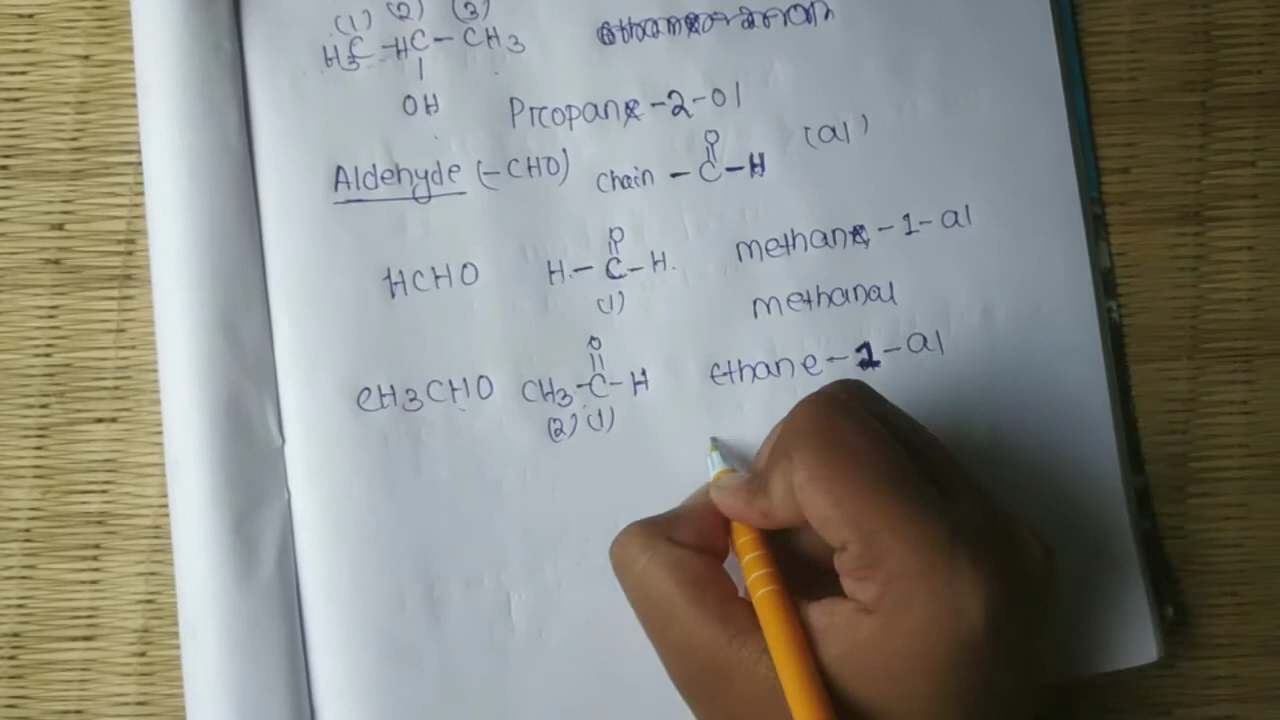 (1) (2) (3)
H3C-HC-CH3
|
OH Propane-2-ol
Aldehyde (-CHO) chain - C - H (al)
O
||
HCHO H-C-H. methane-1-al
(1) methanal
O
||
CH3CHO CH3-C-H ethane-1-al
(2) (1)